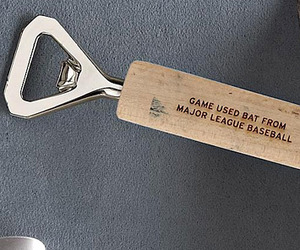 GAME USED BAT FROM
MAJOR LEAGUE BASEBALL